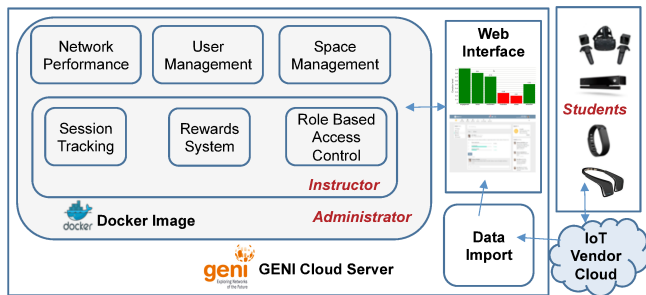 Network
Performance
User
Management
Space
Management
Session
Tracking
Rewards
System
Role Based
Access
Control
Instructor
Administrator
docker
Docker Image
geni
Exploring Networks
of the Future
GENI Cloud Server
Web
Interface
Data
Import
Students
IoT
Vendor
Cloud